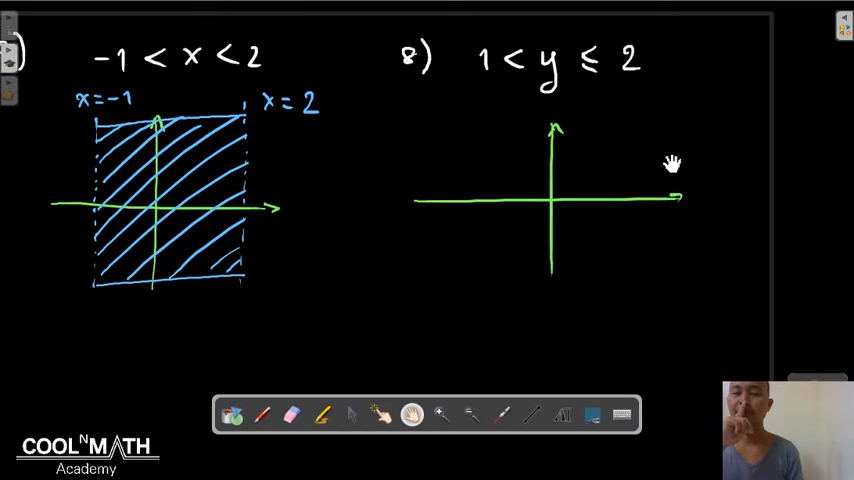 ) -1 < x < 2
8) 1 < y ⩽ 2
x = -1
x = 2
COOL N MATH
Academy